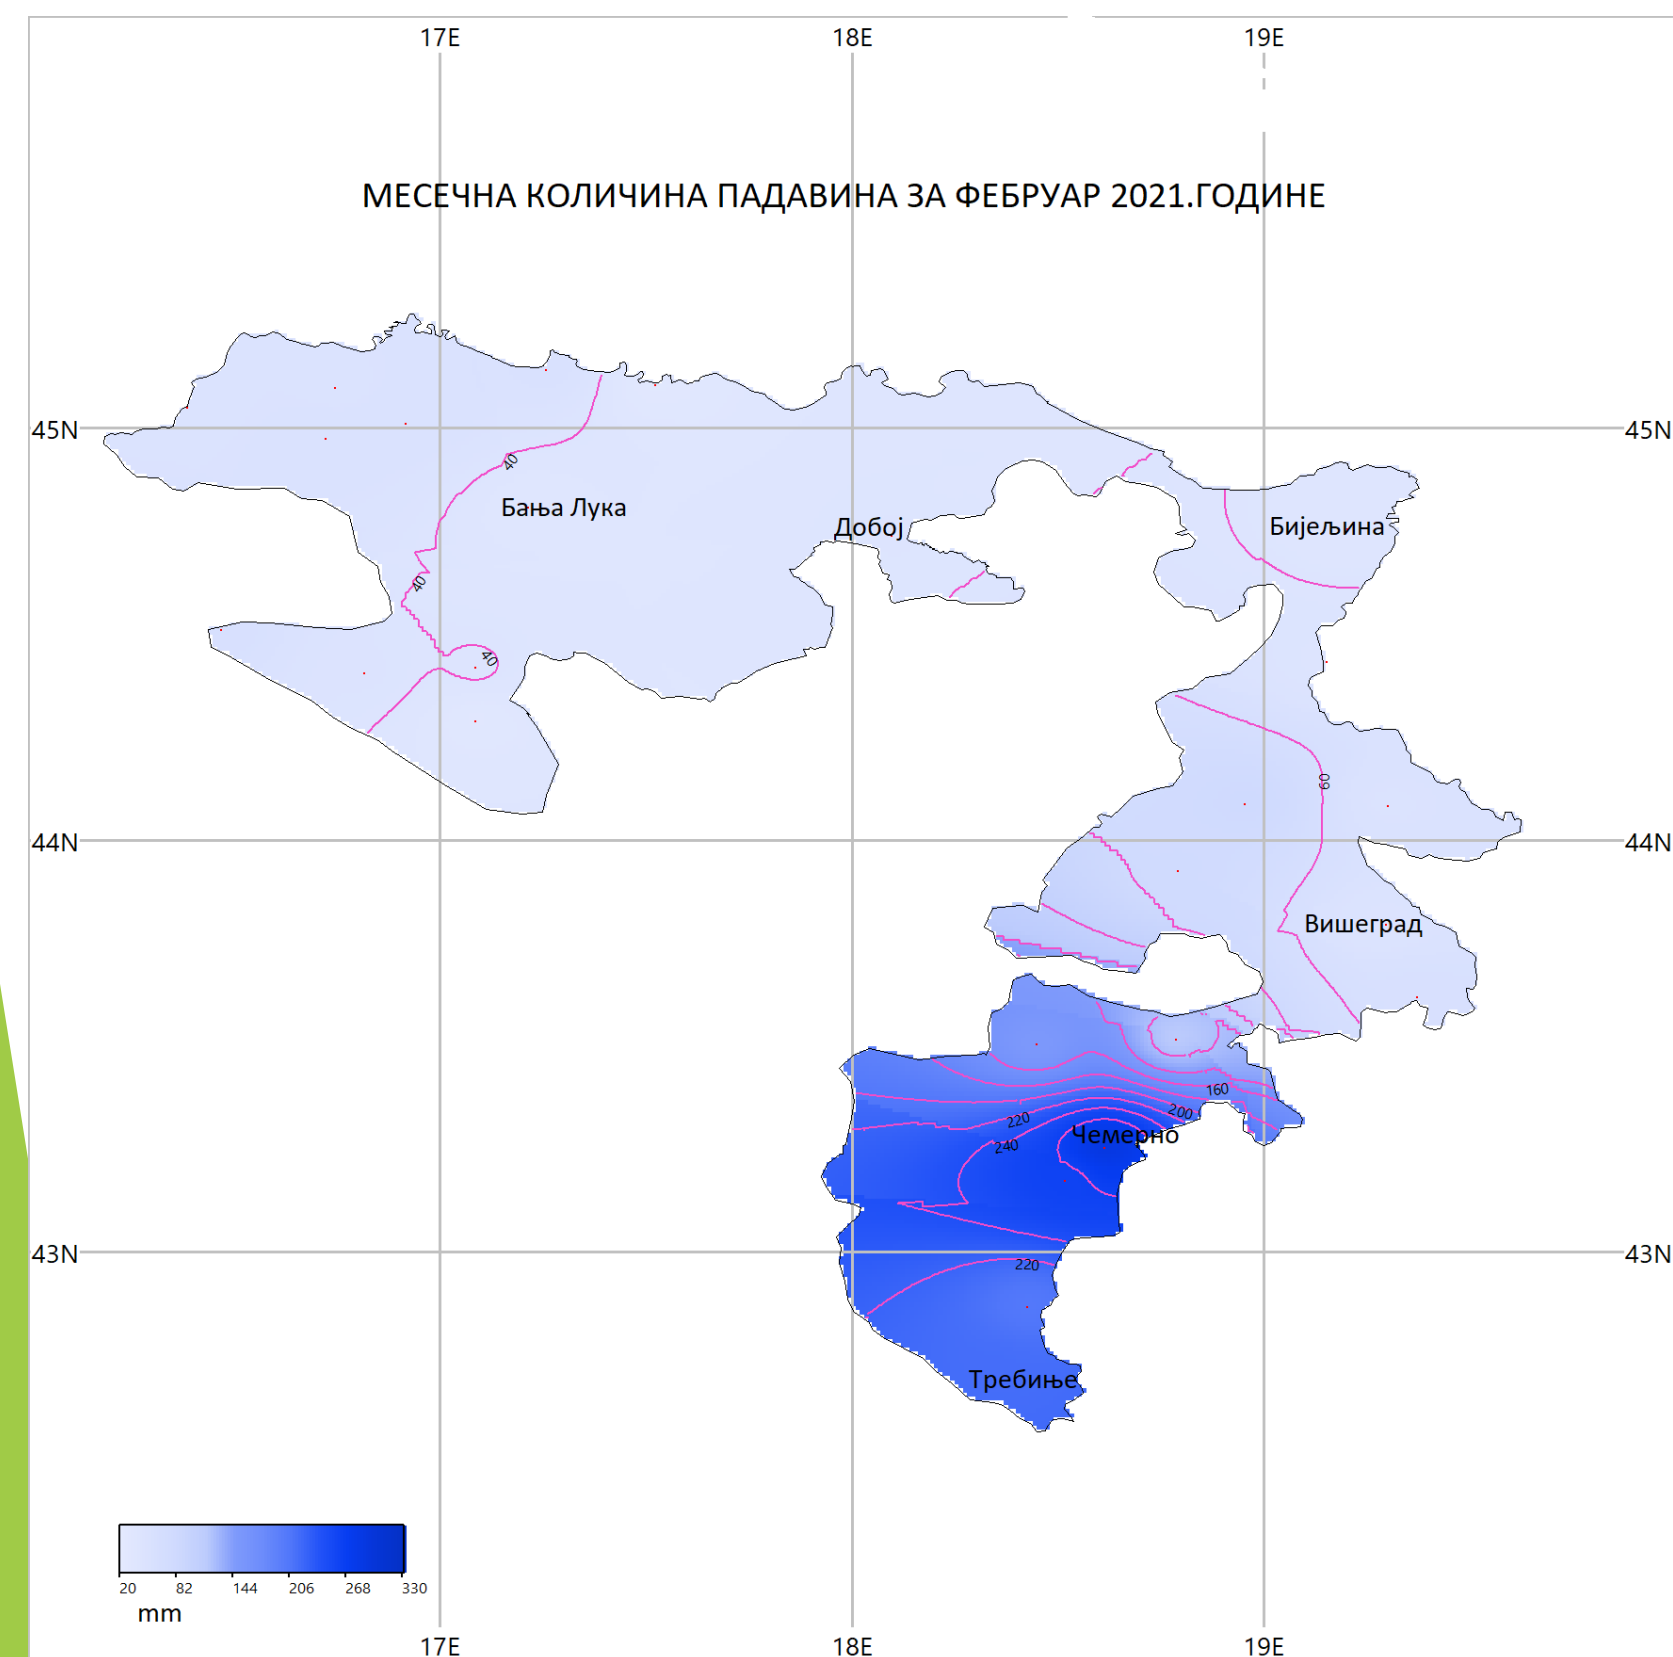 17E 18E 19E
МЕСЕЧНА КОЛИЧИНА ПАДАВИНА ЗА ФЕБРУАР 2021.ГОДИНЕ
45N 45N
40
Бања Лука
Добој
Бијељина
40
40
60
44N 44N
Вишеград
160
200
220
Чемерно
240
43N 43N
220
Требиње
20 82 144 206 268 330
mm
17E 18E 19E